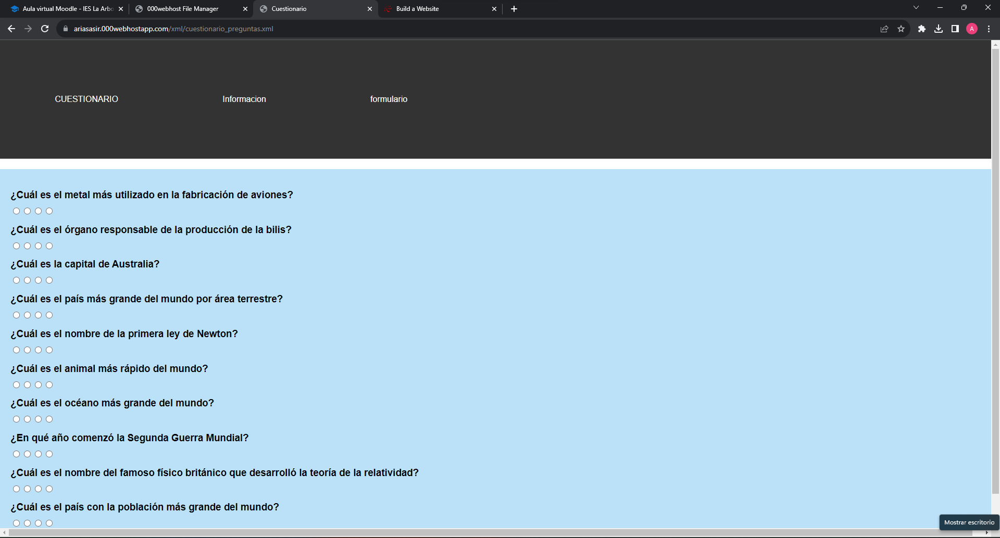 Aula virtual Moodle - IES La Arbo
000webhost File Manager
Cuestionario
Build a Website
ariasasir.000webhostapp.com/xml/cuestionario_preguntas.xml
A
CUESTIONARIO
Informacion
formulario
¿Cuál es el metal más utilizado en la fabricación de aviones?
¿Cuál es el órgano responsable de la producción de la bilis?
¿Cuál es la capital de Australia?
¿Cuál es el país más grande del mundo por área terrestre?
¿Cuál es el nombre de la primera ley de Newton?
¿Cuál es el animal más rápido del mundo?
¿Cuál es el océano más grande del mundo?
¿En qué año comenzó la Segunda Guerra Mundial?
¿Cuál es el nombre del famoso físico británico que desarrolló la teoría de la relatividad?
¿Cuál es el país con la población más grande del mundo?
Mostrar escritorio